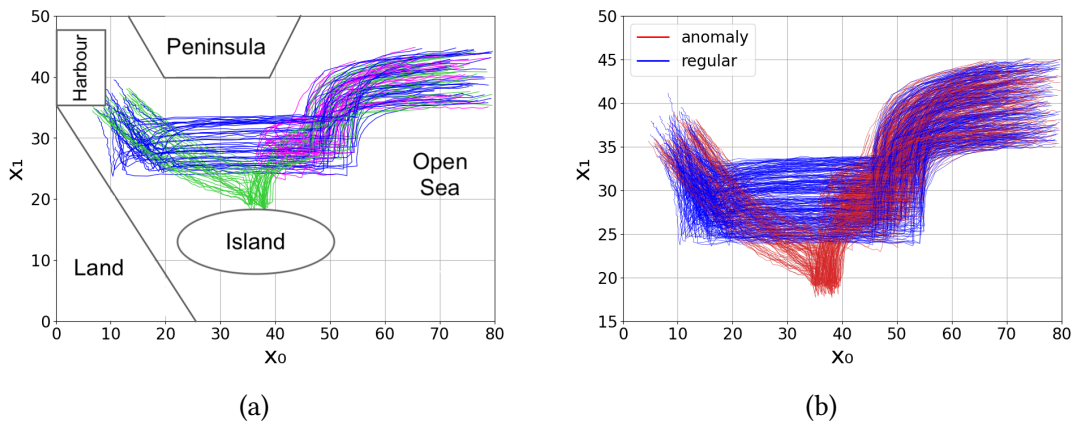 50
40
30
20
10
0
x₁
Harbour
Peninsula
Open
Sea
Island
Land
0 10 20 30 40 50 60 70 80
x₀
(a)
anomaly
regular
50
45
40
35
30
25
20
15
x₁
0 10 20 30 40 50 60 70 80
x₀
(b)